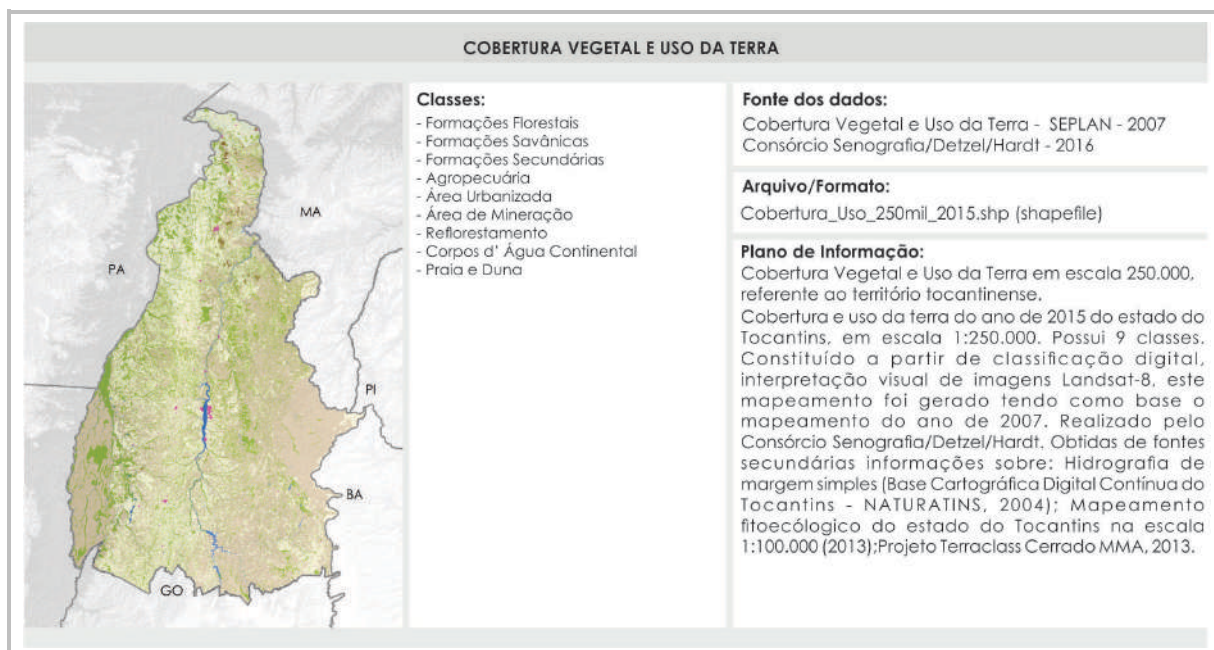 COBERTURA VEGETAL E USO DA TERRA
MA
PA
PI
BA
GO
Classes:
- Formações Florestais
- Formações Savânicas
- Formações Secundárias
- Agropecuária
- Área Urbanizada
- Área de Mineração
- Reflorestamento
- Corpos d' Água Continental
- Praia e Duna
Fonte dos dados:
Cobertura Vegetal e Uso da Terra - SEPLAN - 2007
Consórcio Senografia/Detzel/Hardt - 2016
Arquivo/Formato:
Cobertura_Uso_250mil_2015.shp (shapefile)
Plano de Informação:
Cobertura Vegetal e Uso da Terra em escala 250.000,
referente ao território tocantinense.
Cobertura e uso da terra do ano de 2015 do estado do
Tocantins, em escala 1:250.000. Possui 9 classes.
Constituído a partir de classificação digital,
interpretação visual de imagens Landsat-8, este
mapeamento foi gerado tendo como base o
mapeamento do ano de 2007. Realizado pelo
Consórcio Senografia/Detzel/Hardt. Obtidas de fontes
secundárias informações sobre: Hidrografia de
margem simples (Base Cartográfica Digital Contínua do
Tocantins - NATURATINS, 2004); Mapeamento
fitoecólogico do estado do Tocantins na escala
1:100.000 (2013);Projeto Terraclass Cerrado MMA, 2013.